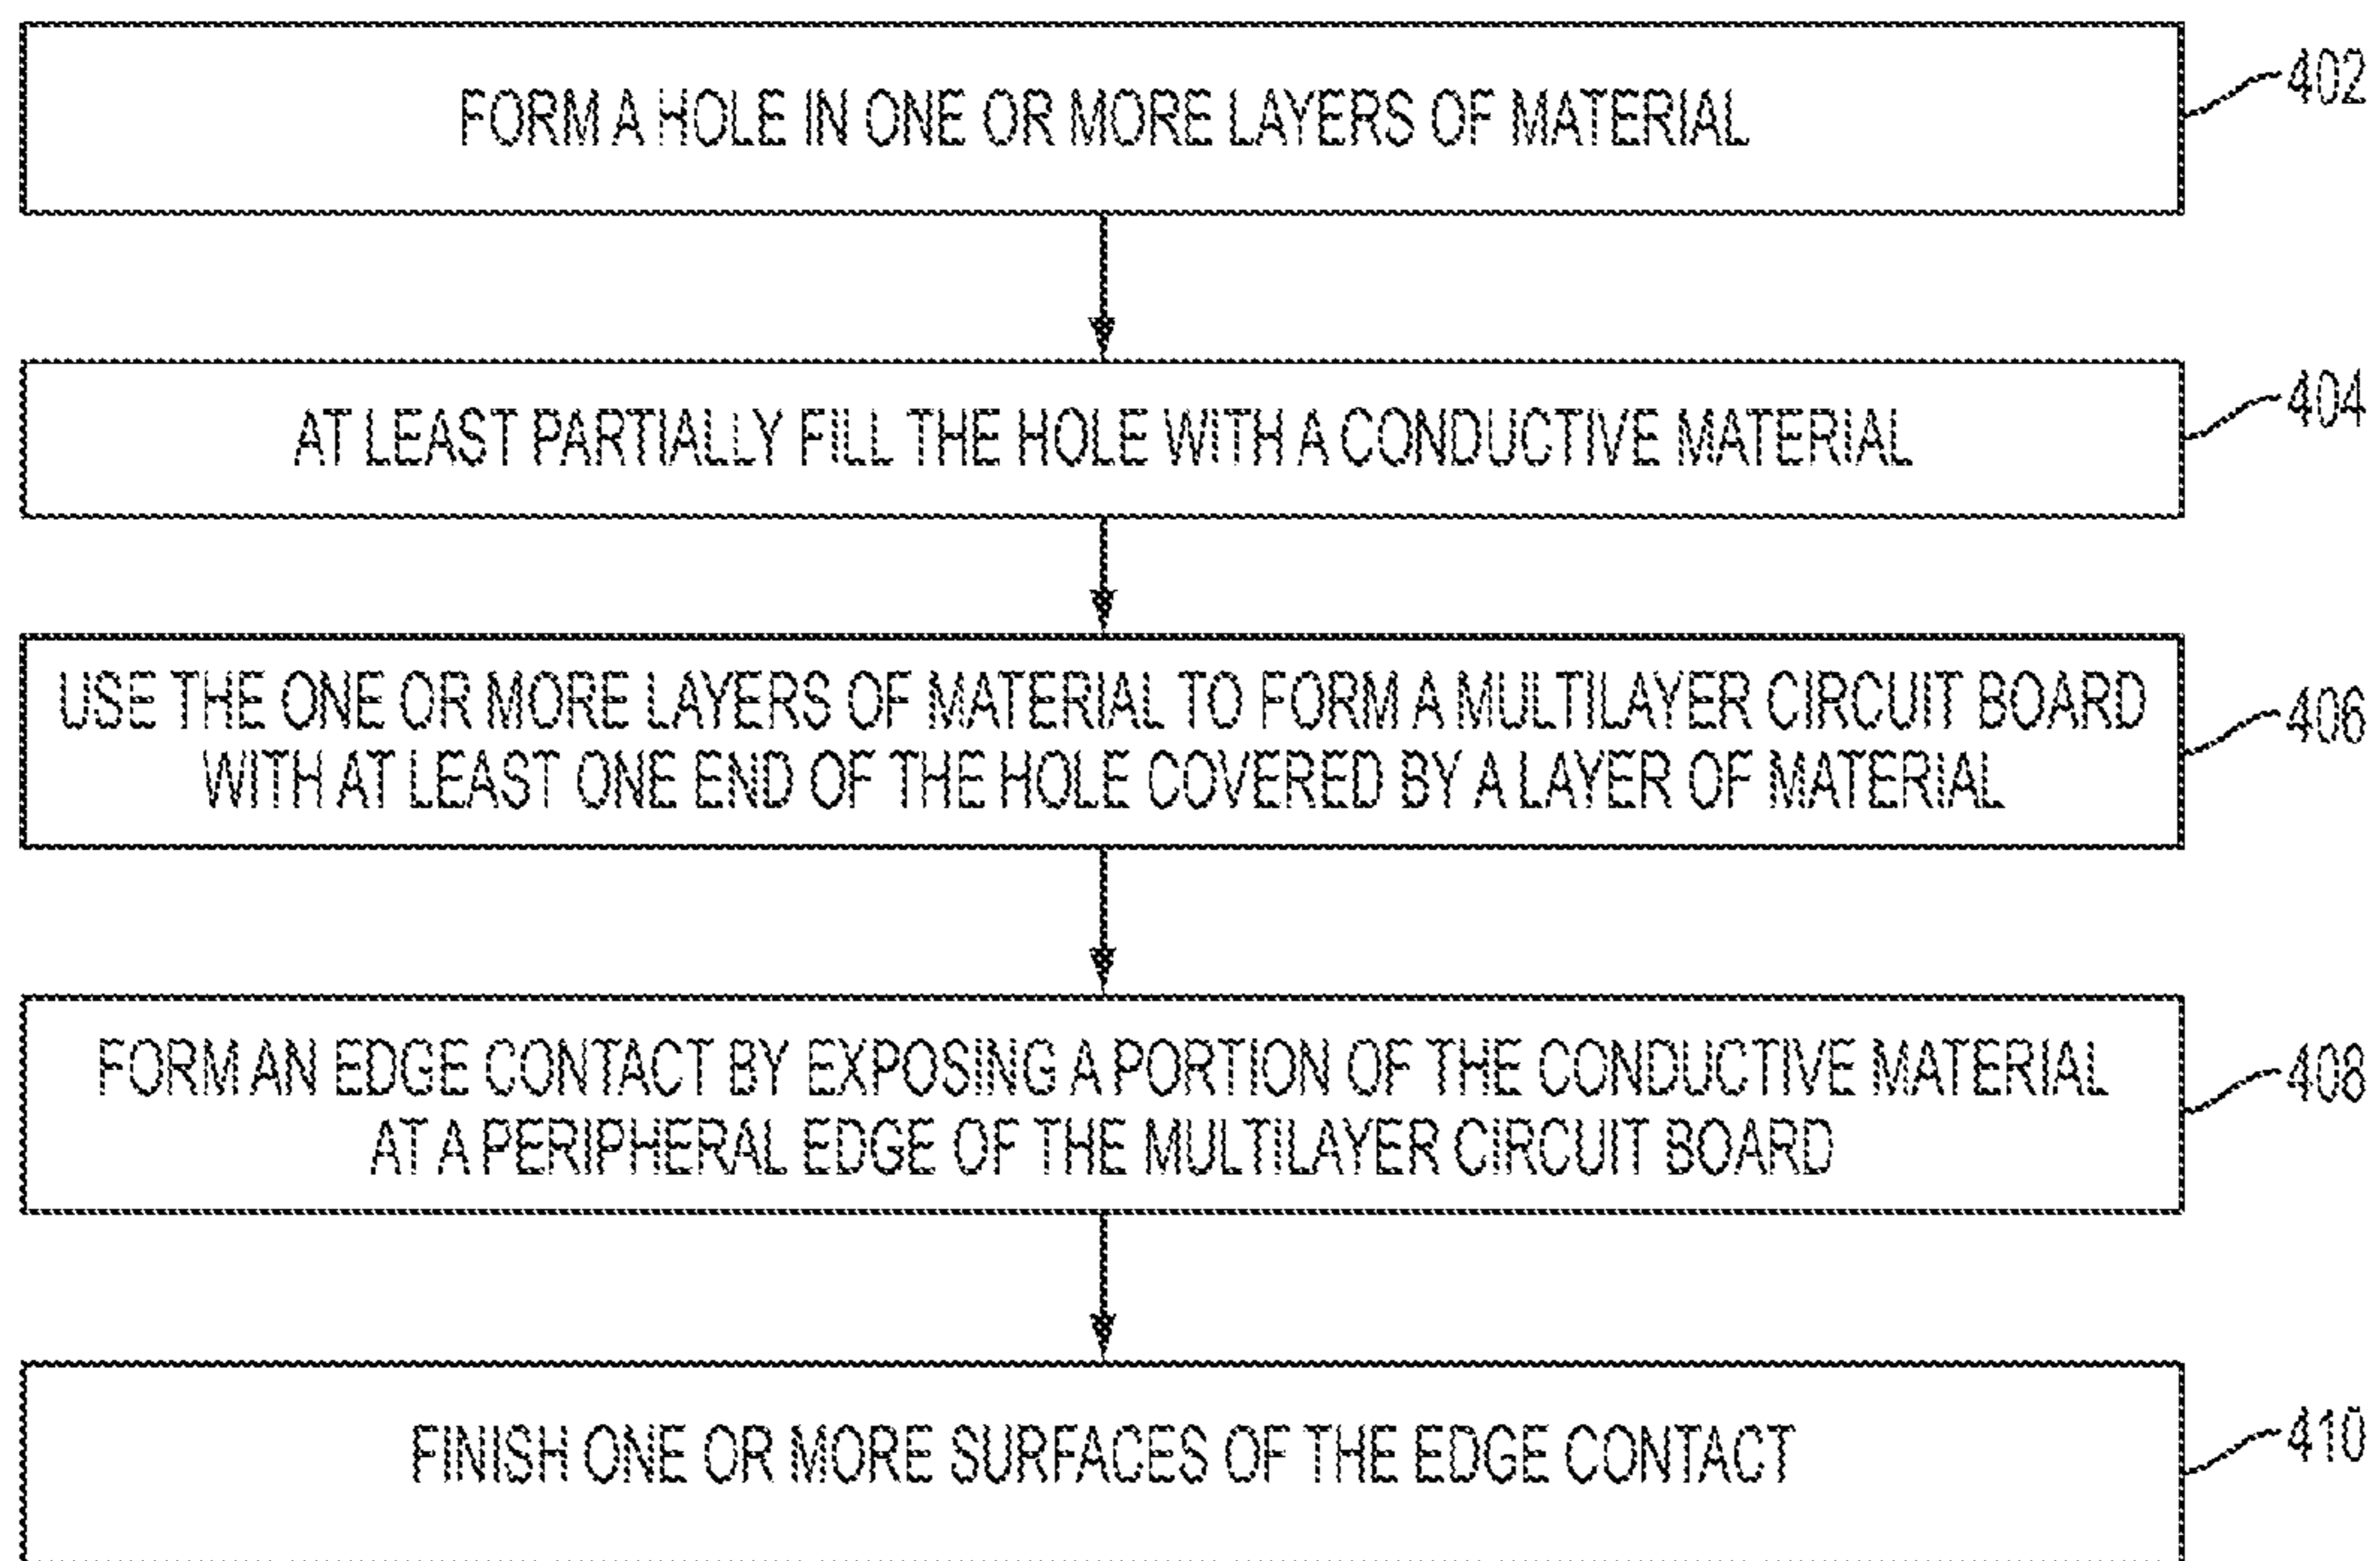 FORM A HOLE IN ONE OR MORE LAYERS OF MATERIAL
402
AT LEAST PARTIALLY FILL THE HOLE WITH A CONDUCTIVE MATERIAL
404
USE THE ONE OR MORE LAYERS OF MATERIAL TO FORM A MULTILAYER CIRCUIT BOARD
WITH AT LEAST ONE END OF THE HOLE COVERED BY A LAYER OF MATERIAL
406
FORM AN EDGE CONTACT BY EXPOSING A PORTION OF THE CONDUCTIVE MATERIAL
AT A PERIPHERAL EDGE OF THE MULTILAYER CIRCUIT BOARD
408
FINISH ONE OR MORE SURFACES OF THE EDGE CONTACT
410